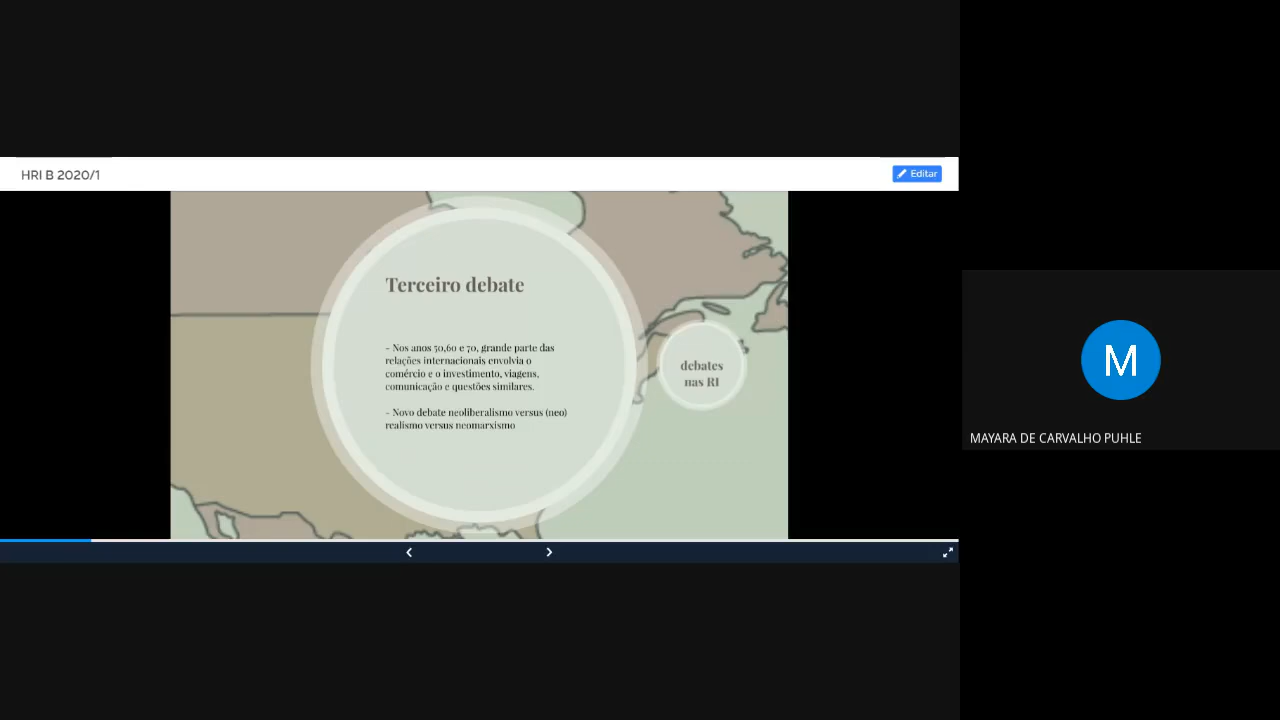 HRI B 2020/1
Editar
Terceiro debate
- Nos anos 50,60 e 70, grande parte das
relações internacionais envolvia o
comércio e o investimento, viagens,
comunicação e questões similares.
- Novo debate neoliberalismo versus (neo)
realismo versus neomarxismo
debates
nas RI
M
MAYARA DE CARVALHO PUHLE